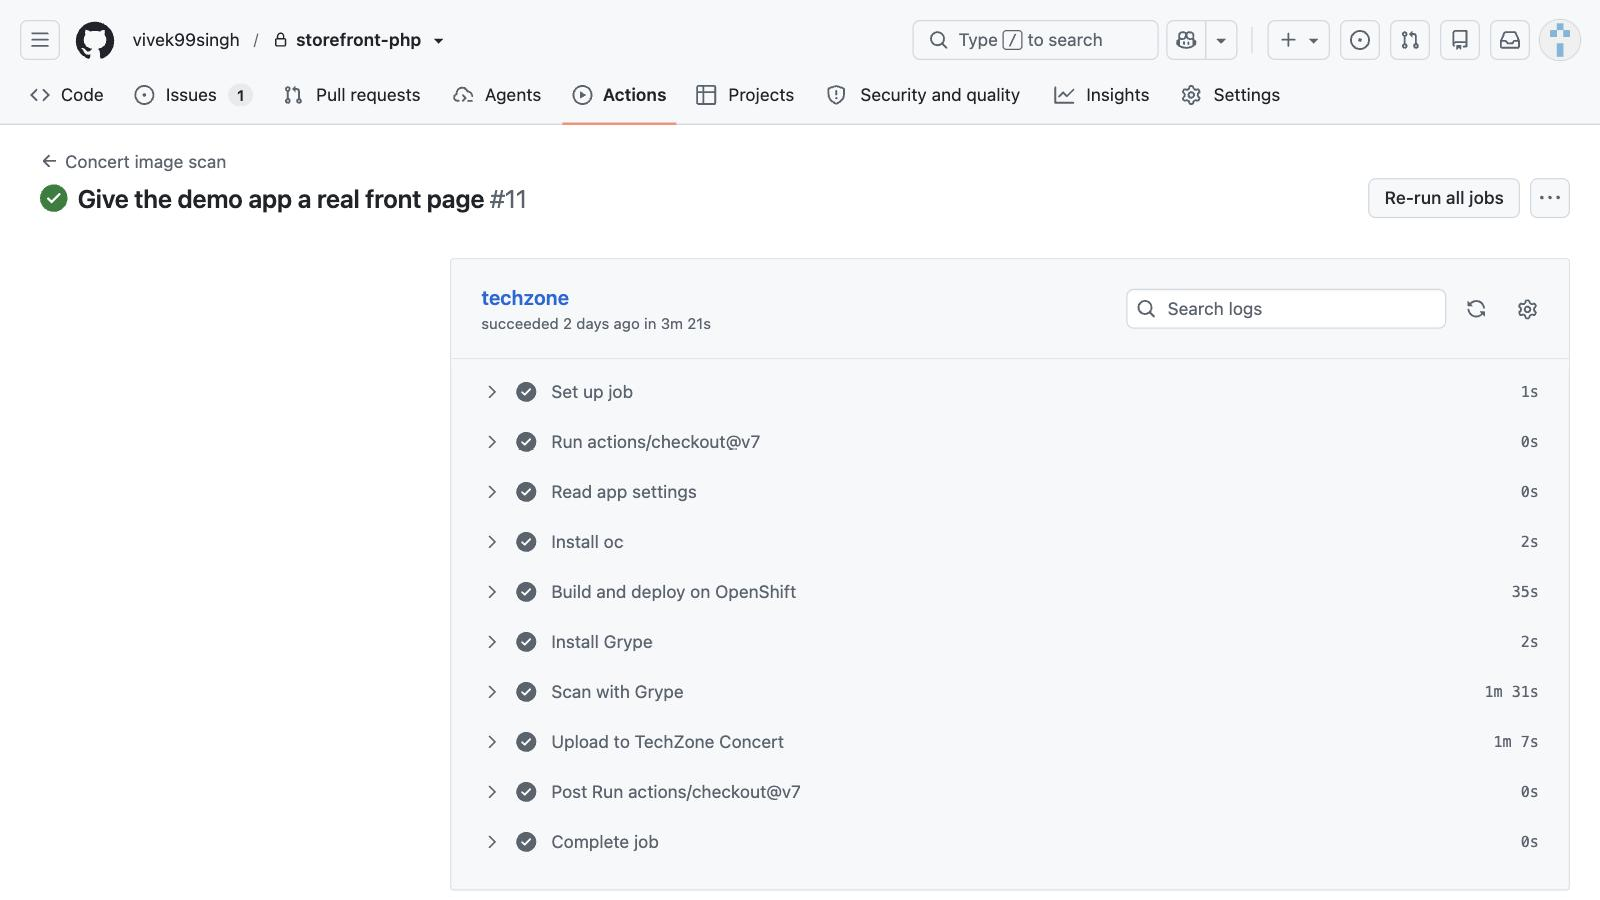 vivek99singh / storefront-php
Type / to search
Code
Issues 1
Pull requests
Agents
Actions
Projects
Security and quality
Insights
Settings
Concert image scan
Give the demo app a real front page #11
Re-run all jobs
techzone
succeeded 2 days ago in 3m 21s
Search logs
Set up job 1s
Run actions/checkout@v7 0s
Read app settings 0s
Install oc 2s
Build and deploy on OpenShift 35s
Install Grype 2s
Scan with Grype 1m 31s
Upload to TechZone Concert 1m 7s
Post Run actions/checkout@v7 0s
Complete job 0s